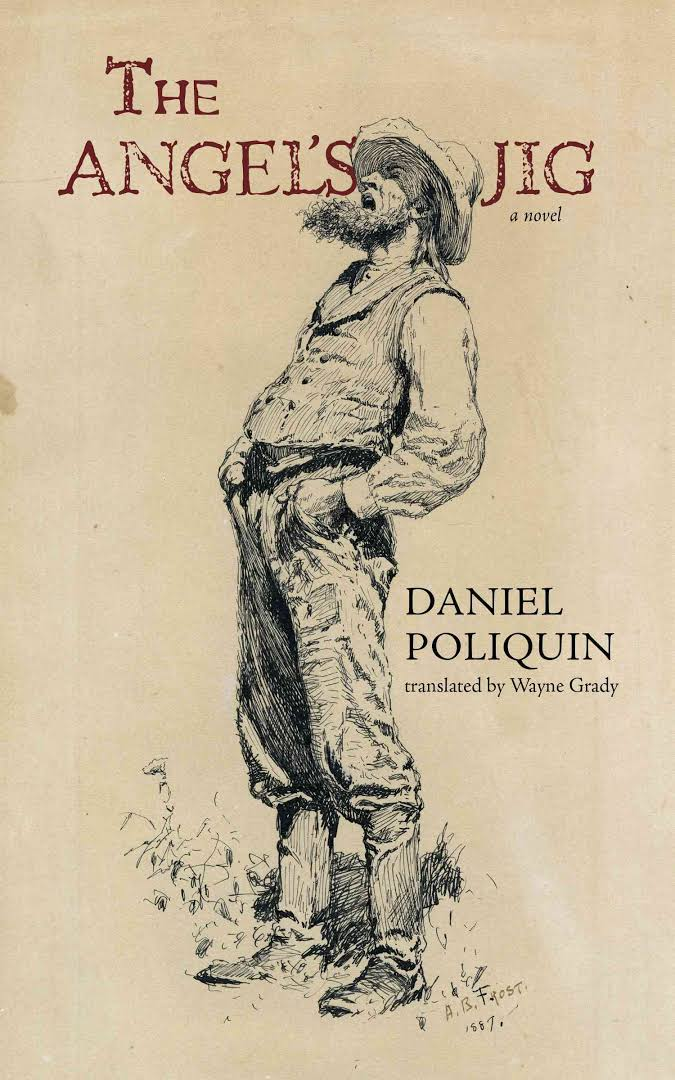 THE
ANGEL'S JIG
a novel
DANIEL
POLIQUIN
translated by Wayne Grady
A. B. FROST.
1887.